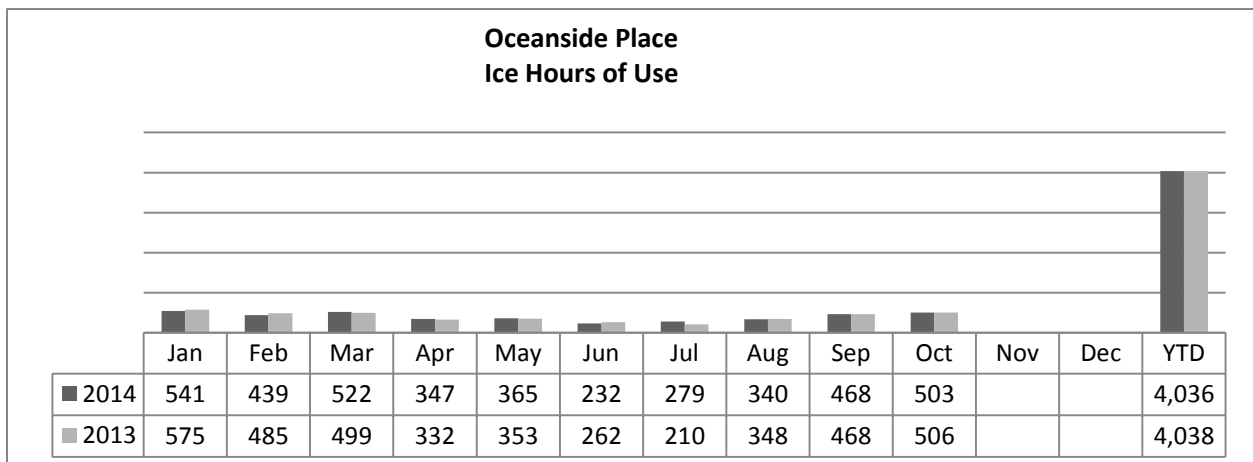 Oceanside Place
Ice Hours of Use
Jan Feb Mar Apr May Jun Jul Aug Sep Oct Nov Dec YTD
2014 541 439 522 347 365 232 279 340 468 503 4,036
2013 575 485 499 332 353 262 210 348 468 506 4,038